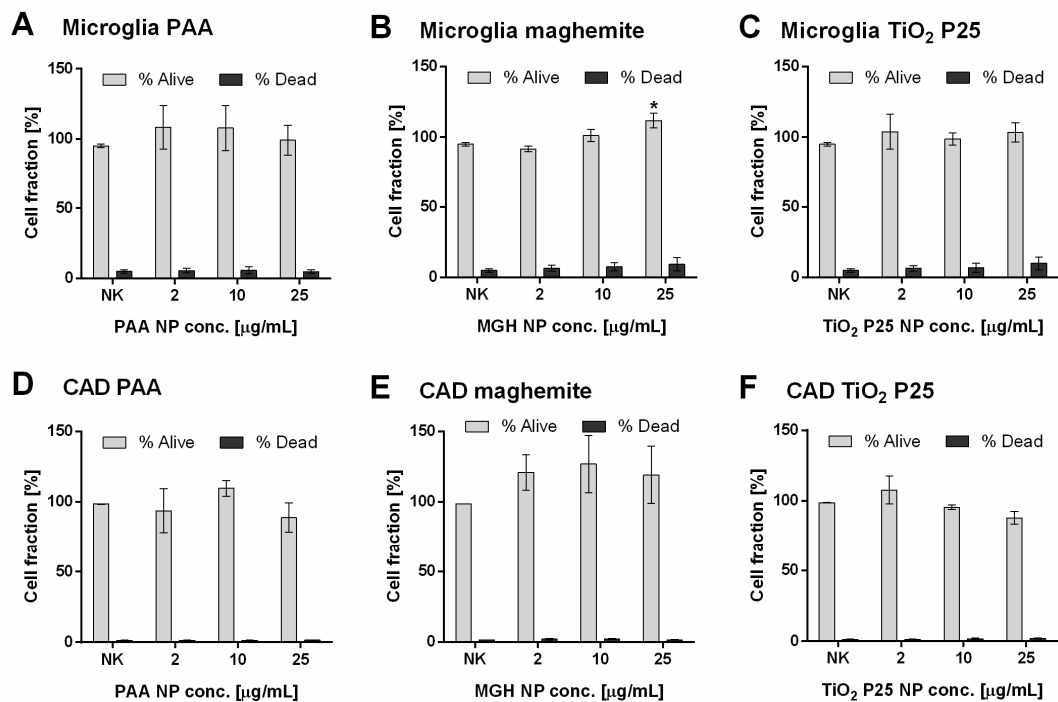 A Microglia PAA
150
% Alive % Dead
100
50
0
Cell fraction [%]
NK 2 10 25
PAA NP conc. [μg/mL]
B Microglia maghemite
150
% Alive % Dead
*
100
50
0
Cell fraction [%]
NK 2 10 25
MGH NP conc. [μg/mL]
C Microglia TiO₂ P25
150
% Alive % Dead
100
50
0
Cell fraction [%]
NK 2 10 25
TiO₂ P25 NP conc. [μg/mL]
D CAD PAA
150
% Alive % Dead
100
50
0
Cell fraction [%]
NK 2 10 25
PAA NP conc. [μg/mL]
E CAD maghemite
150
% Alive % Dead
100
50
0
Cell fraction [%]
NK 2 10 25
MGH NP conc. [μg/mL]
F CAD TiO₂ P25
150
% Alive % Dead
100
50
0
Cell fraction [%]
NK 2 10 25
TiO₂ P25 NP conc. [μg/mL]